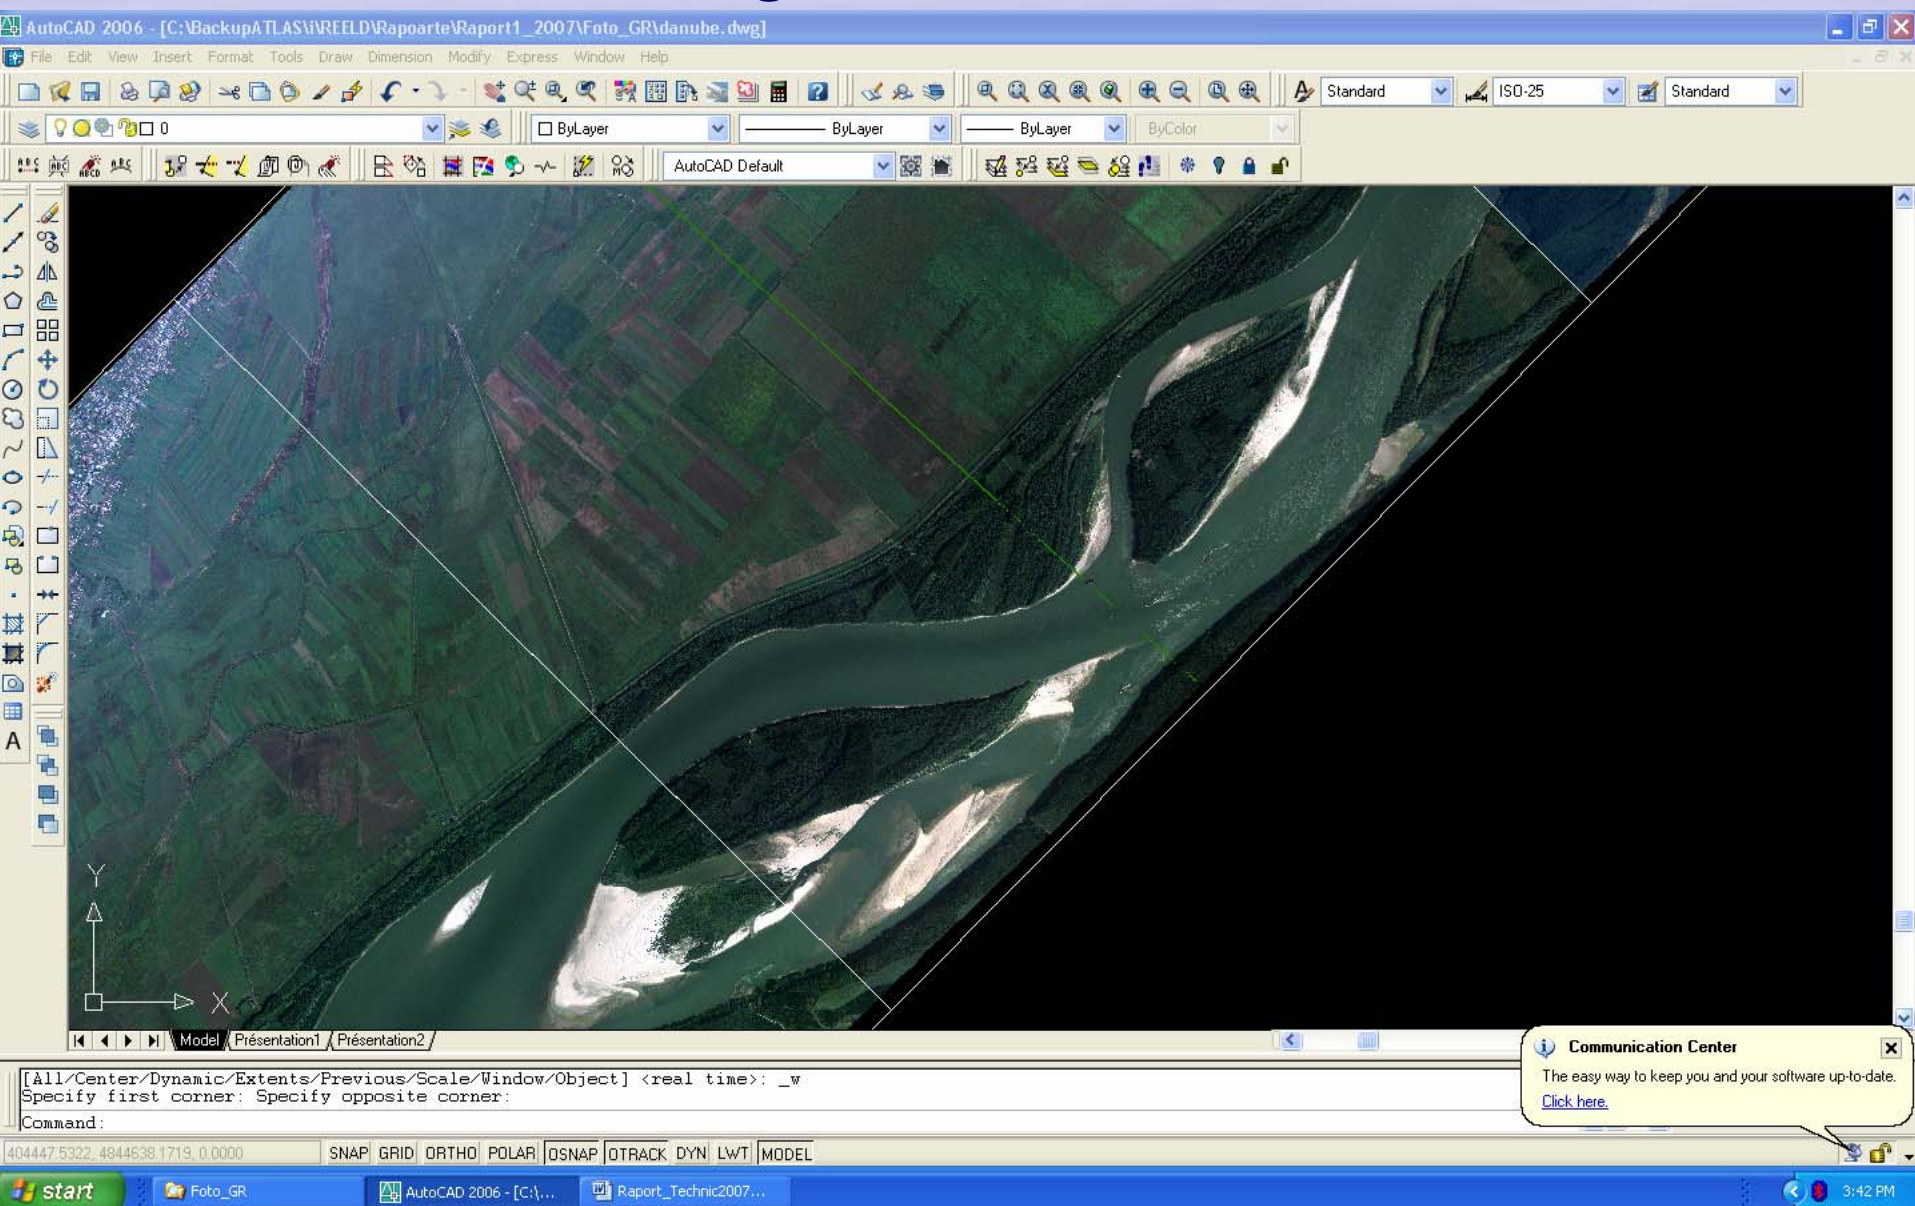 AutoCAD 2006 - [C:\BackupATLAS\i\REELD\Rapoarte\Raport1_2007\Foto_GR\danube.dwg]
File Edit View Insert Format Tools Draw Dimension Modify Express Window Help
Standard ISO-25 Standard
0 ByLayer ByLayer ByLayer ByColor
AutoCAD Default
Y
X
Model Présentation1 Présentation2
[All/Center/Dynamic/Extents/Previous/Scale/Window/Object] <real time>: _w
Specify first corner: Specify opposite corner:
Command:
Communication Center
The easy way to keep you and your software up-to-date.
Click here.
404447.5322, 4844638.1719, 0.0000 SNAP GRID ORTHO POLAR OSNAP OTRACK DYN LWT MODEL
start Foto_GR AutoCAD 2006 - [C:\... Raport_Technic2007... 3:42 PM